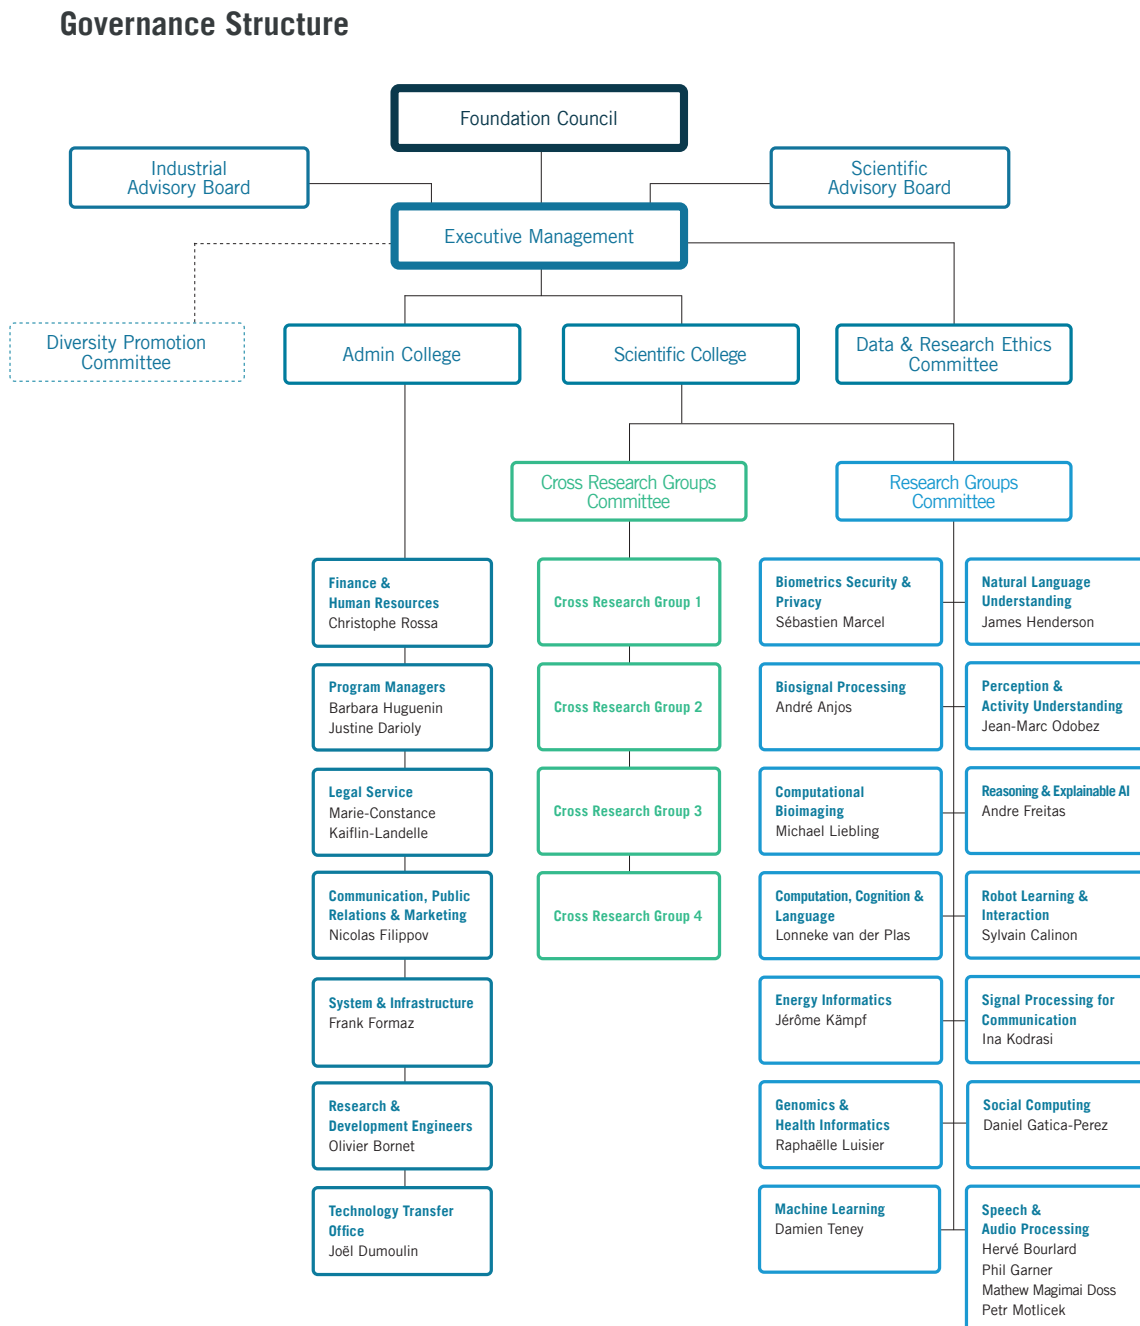 Governance Structure
Foundation Council
Industrial
Advisory Board
Scientific
Advisory Board
Executive Management
Diversity Promotion
Committee
Admin College
Scientific College
Data & Research Ethics
Committee
Cross Research Groups
Committee
Research Groups
Committee
Finance &
Human Resources
Christophe Rossa
Program Managers
Barbara Huguenin
Justine Darioly
Legal Service
Marie-Constance
Kaiflin-Landelle
Communication, Public
Relations & Marketing
Nicolas Filippov
System & Infrastructure
Frank Formaz
Research &
Development Engineers
Olivier Bornet
Technology Transfer
Office
Joël Dumoulin
Cross Research Group 1
Cross Research Group 2
Cross Research Group 3
Cross Research Group 4
Biometrics Security &
Privacy
Sébastien Marcel
Biosignal Processing
André Anjos
Computational
Bioimaging
Michael Liebling
Computation, Cognition &
Language
Lonneke van der Plas
Energy Informatics
Jérôme Kämpf
Genomics &
Health Informatics
Raphaëlle Luisier
Machine Learning
Damien Teney
Natural Language
Understanding
James Henderson
Perception &
Activity Understanding
Jean-Marc Odobez
Reasoning & Explainable AI
Andre Freitas
Robot Learning &
Interaction
Sylvain Calinon
Signal Processing for
Communication
Ina Kodrasi
Social Computing
Daniel Gatica-Perez
Speech &
Audio Processing
Hervé Bourlard
Phil Garner
Mathew Magimai Doss
Petr Motlicek